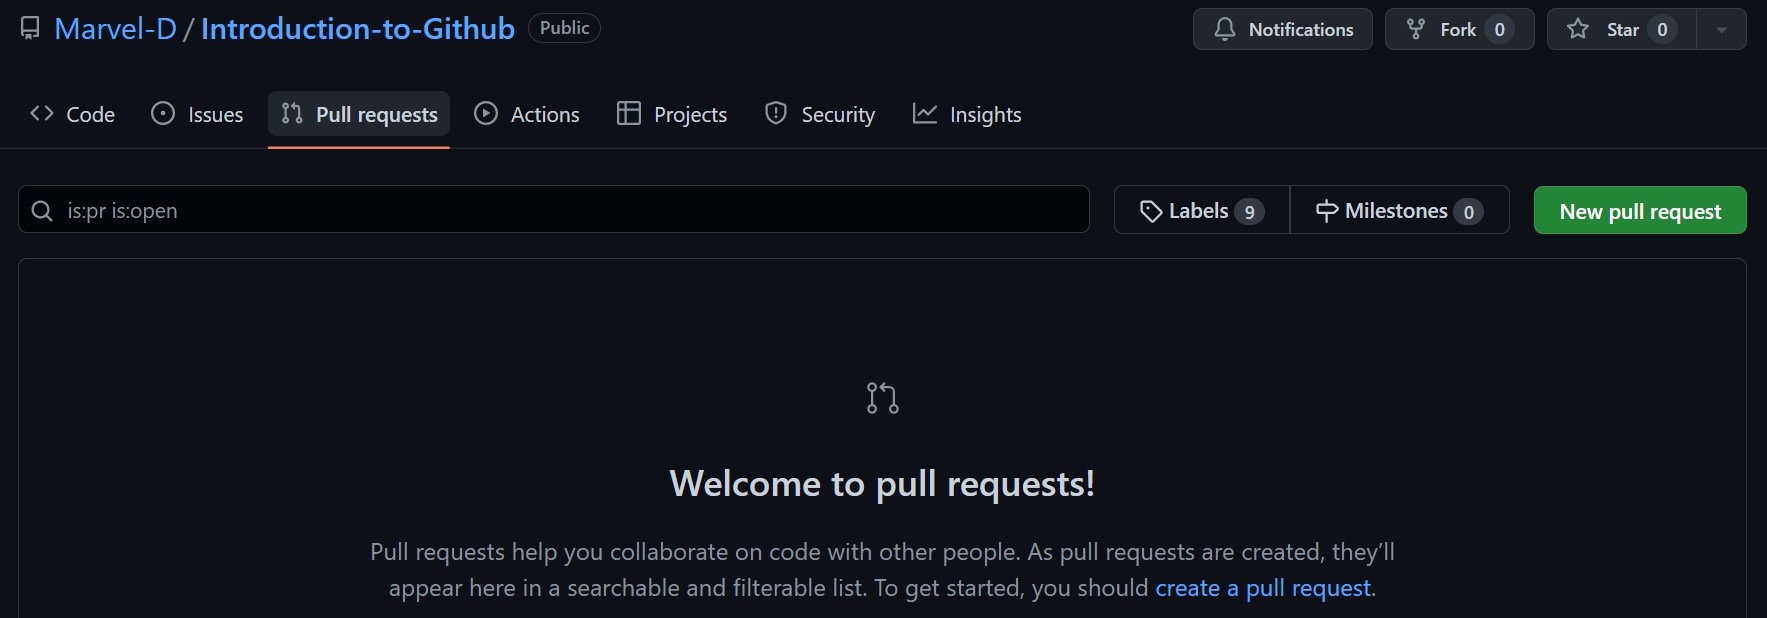 Marvel-D / Introduction-to-Github Public Notifications Fork 0 Star 0
Code Issues Pull requests Actions Projects Security Insights
is:pr is:open Labels 9 Milestones 0 New pull request
Welcome to pull requests!
Pull requests help you collaborate on code with other people. As pull requests are created, they’ll
appear here in a searchable and filterable list. To get started, you should create a pull request.